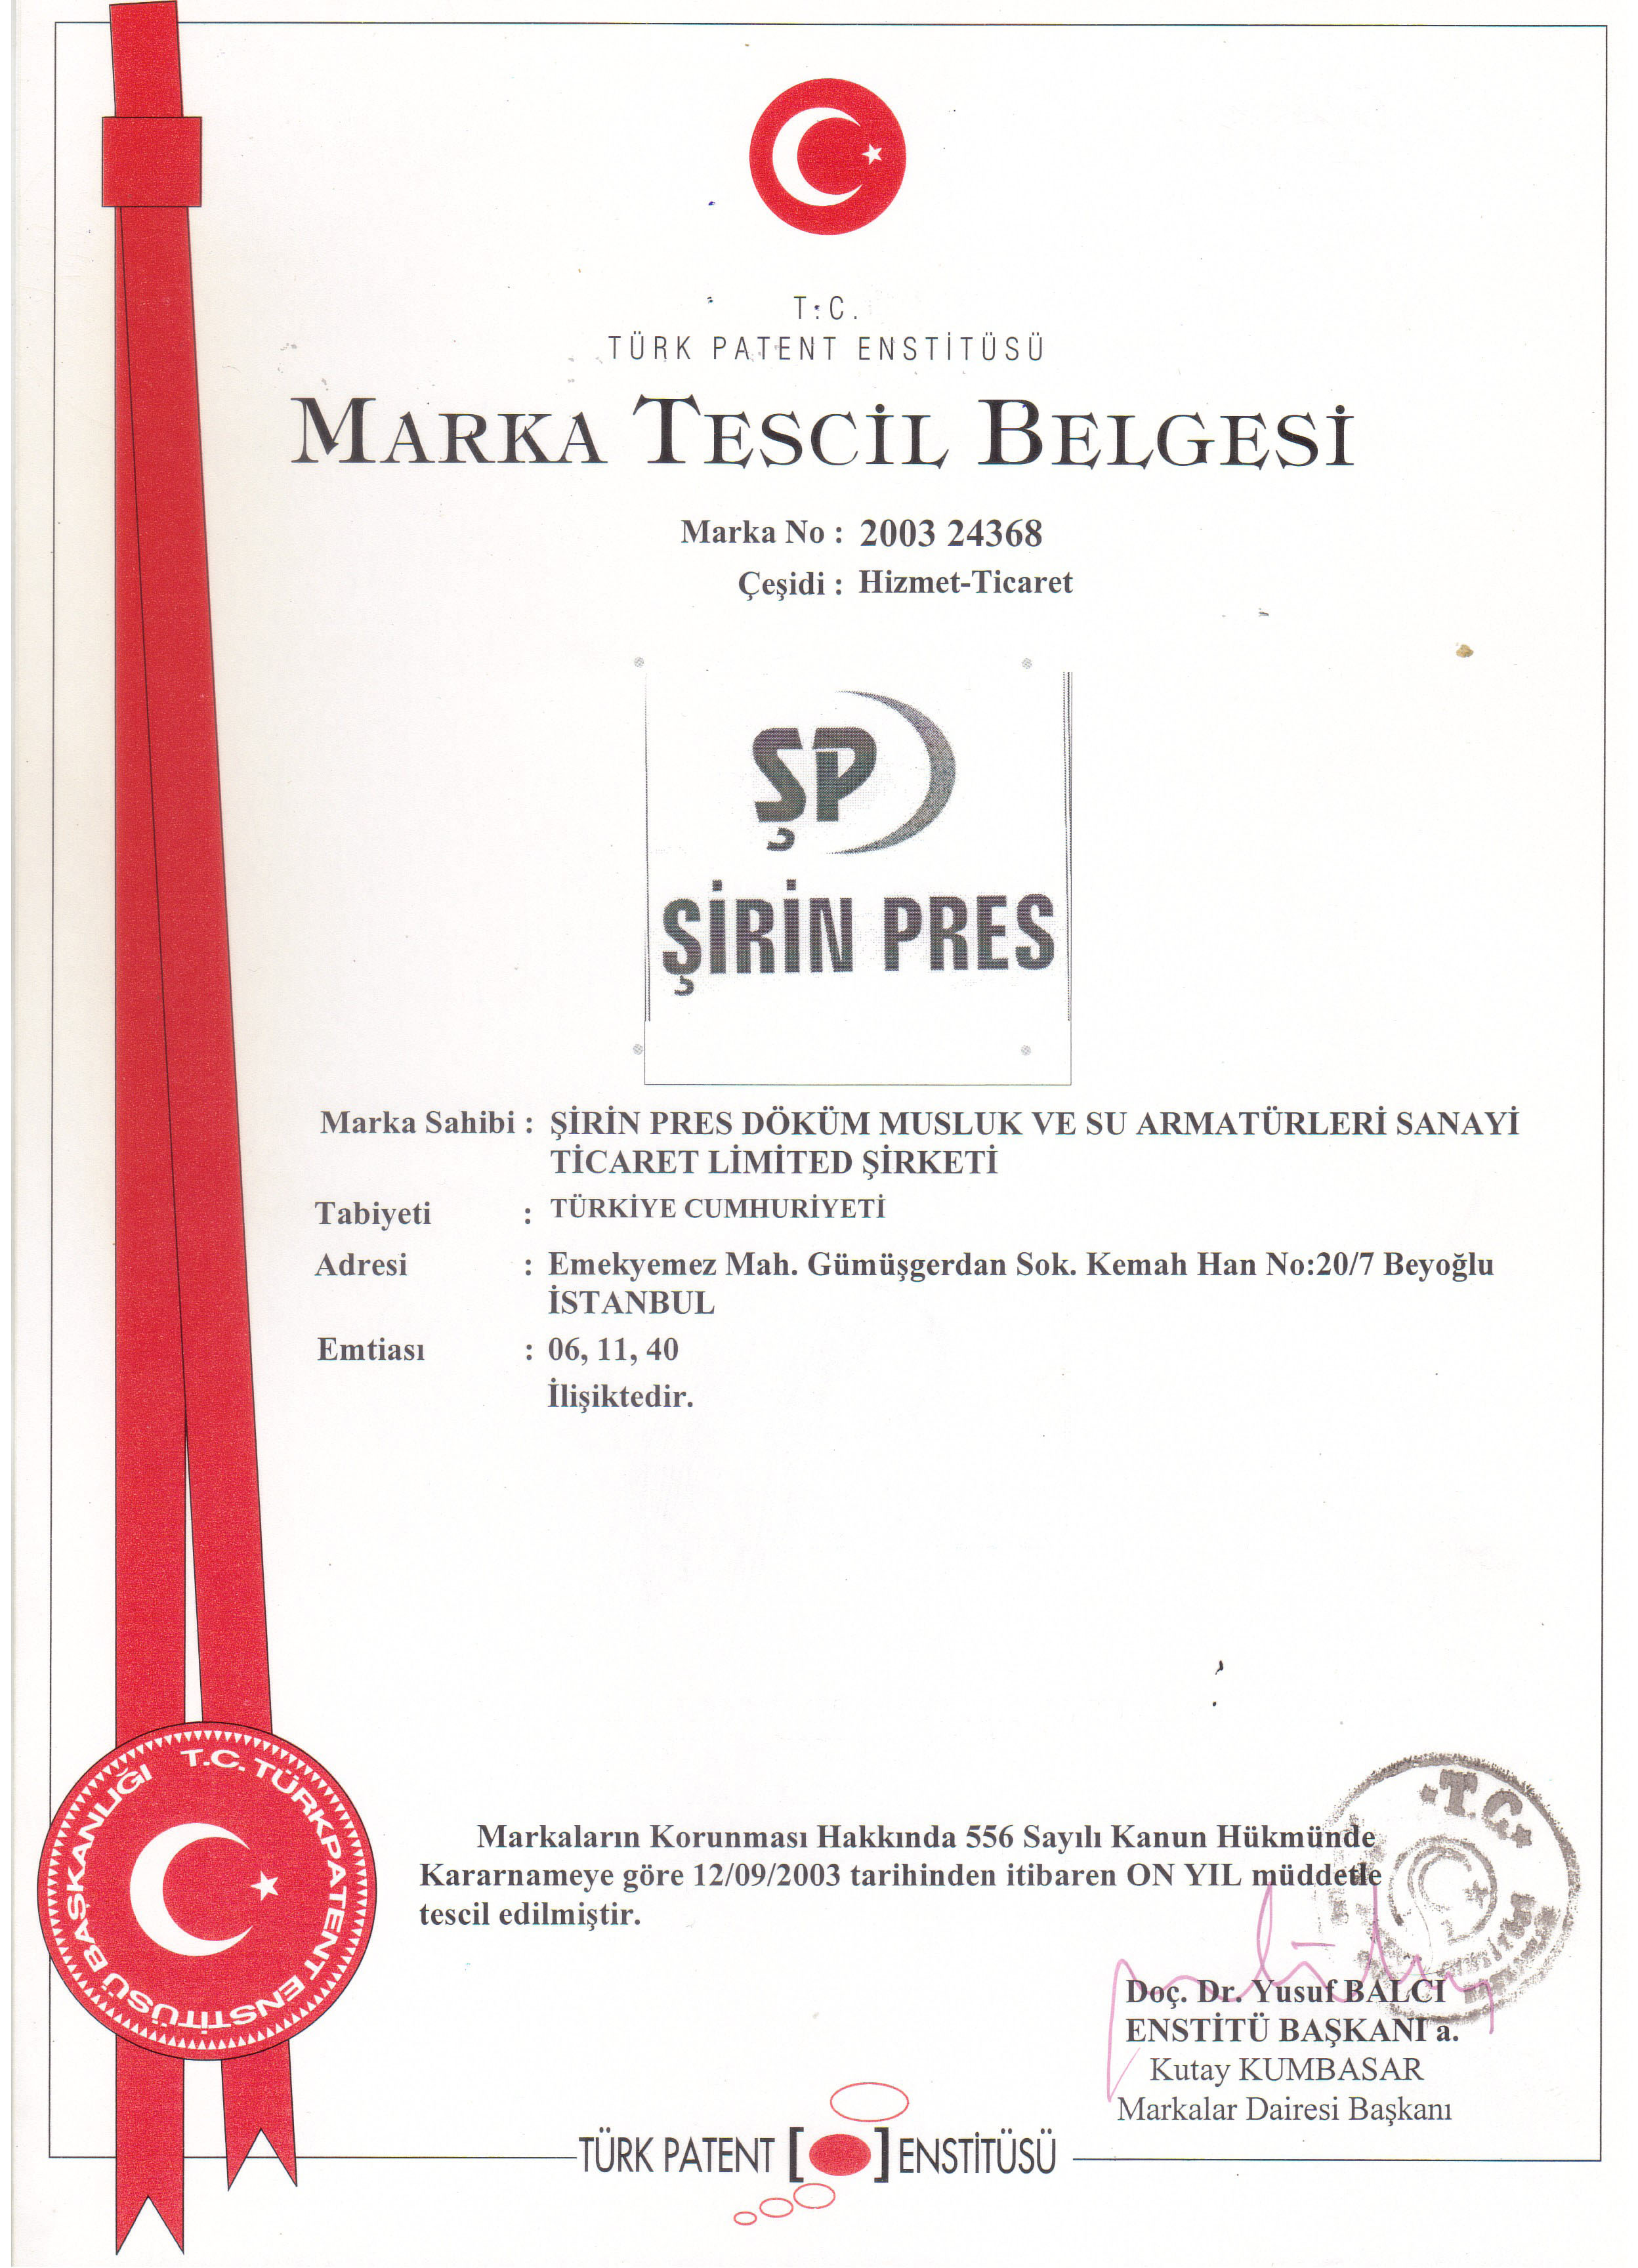 T.C.
TÜRK PATENT ENSTİTÜSÜ
MARKA TESCİL BELGESİ
Marka No : 2003 24368
Çeşidi : Hizmet-Ticaret
ŞP
ŞİRİN PRES
Marka Sahibi : ŞİRİN PRES DÖKÜM MUSLUK VE SU ARMATÜRLERİ SANAYİ
TİCARET LİMİTED ŞİRKETİ
Tabiyeti : TÜRKİYE CUMHURİYETİ
Adresi : Emekyemez Mah. Gümüşgerdan Sok. Kemah Han No:20/7 Beyoğlu
İSTANBUL
Emtiası : 06, 11, 40
İlişiktedir.
T.C. TÜRK PATENT ENSTİTÜSÜ BAŞKANLIĞI
Markaların Korunması Hakkında 556 Sayılı Kanun Hükmünde
Kararnameye göre 12/09/2003 tarihinden itibaren ON YIL müddetle
tescil edilmiştir.
T.C.
Doç. Dr. Yusuf BALCI
ENSTİTÜ BAŞKANI a.
Kutay KUMBASAR
Markalar Dairesi Başkanı
TÜRK PATENT [ ] ENSTİTÜSÜ